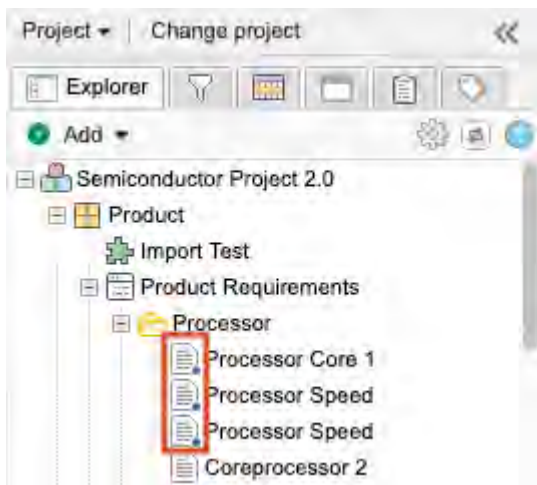 Project Change project
Explorer
Add
Semiconductor Project 2.0
Product
Import Test
Product Requirements
Processor
Processor Core 1
Processor Speed
Processor Speed
Coreprocessor 2